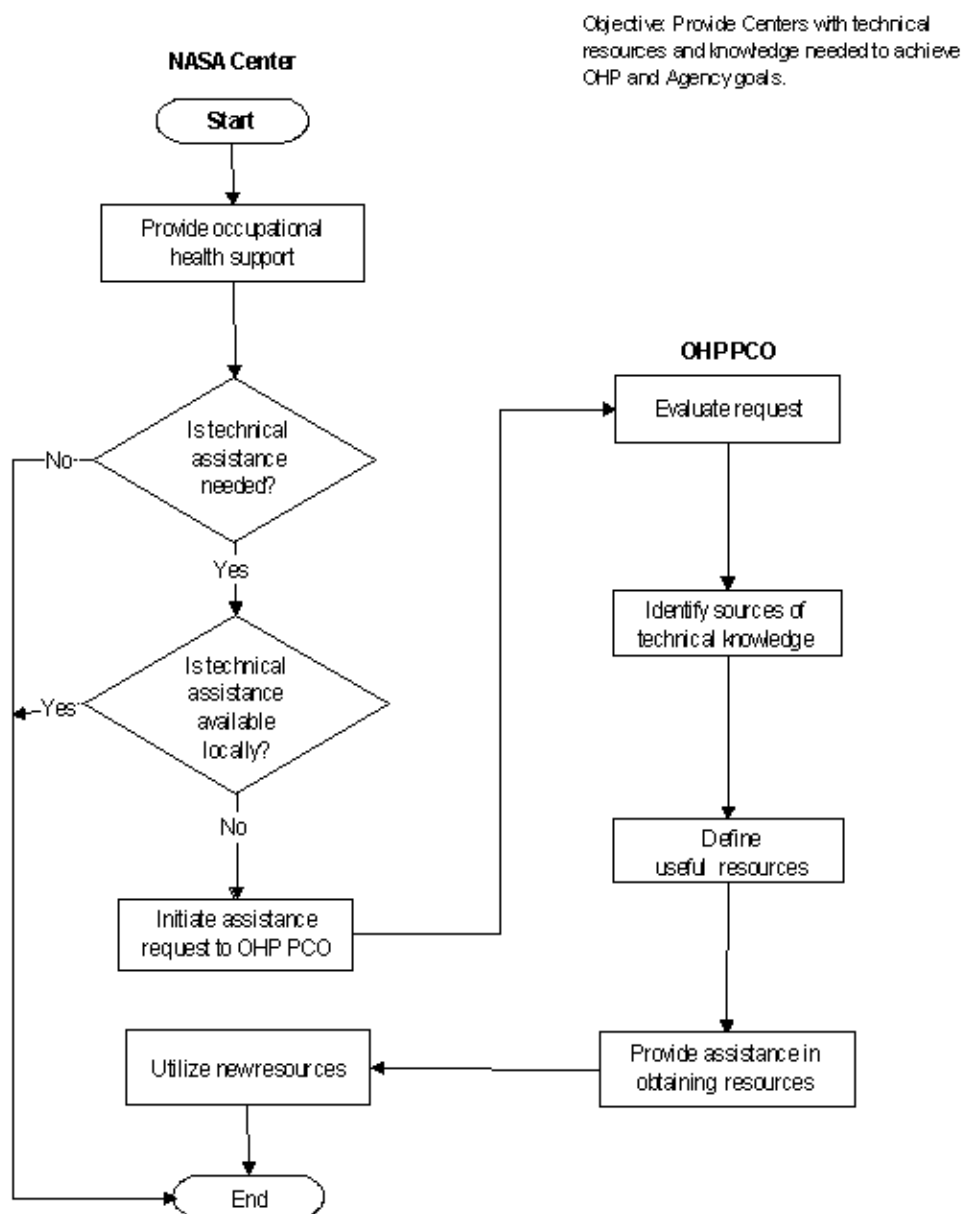 Objective: Provide Centers with technical
resources and knowledge needed to achieve
OHP and Agency goals.
NASA Center
Start
Provide occupational
health support
OHP PCO
Evaluate request
Is technical
assistance
needed?
No
Yes
Identify sources of
technical knowledge
Is technical
assistance
available
locally?
Yes
No
Define
useful resources
Initiate assistance
request to OHP PCO
Provide assistance in
obtaining resources
Utilize new resources
End